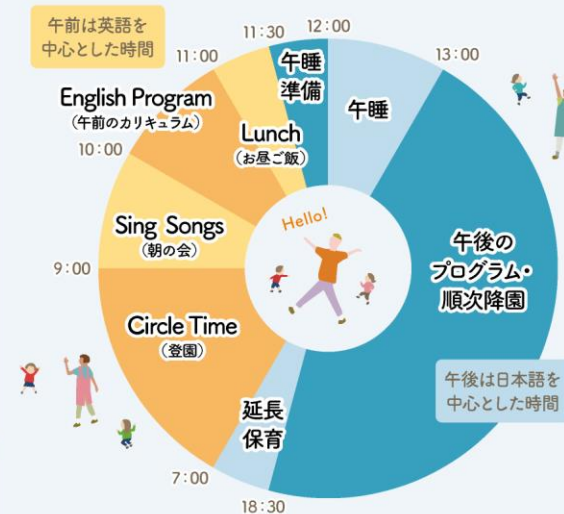 午前は英語を
中心とした時間
11:30
12:00
13:00
11:00
10:00
9:00
7:00
18:30
午睡
準備
午睡
English Program
(午前のカリキュラム)
Lunch
(お昼ご飯)
Sing Songs
(朝の会)
Hello!
午後の
プログラム・
順次降園
Circle Time
(登園)
延長
保育
午後は日本語を
中心とした時間